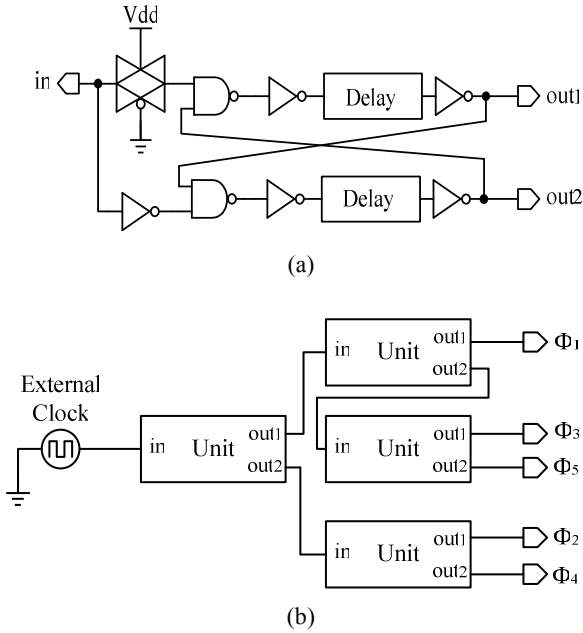 Vdd
in
Delay
out1
Delay
out2
(a)
in
Unit
out1
out2
Φ1
External
Clock
in
Unit
out1
out2
in
Unit
out1
out2
Φ3
Φ5
in
Unit
out1
out2
Φ2
Φ4
(b)